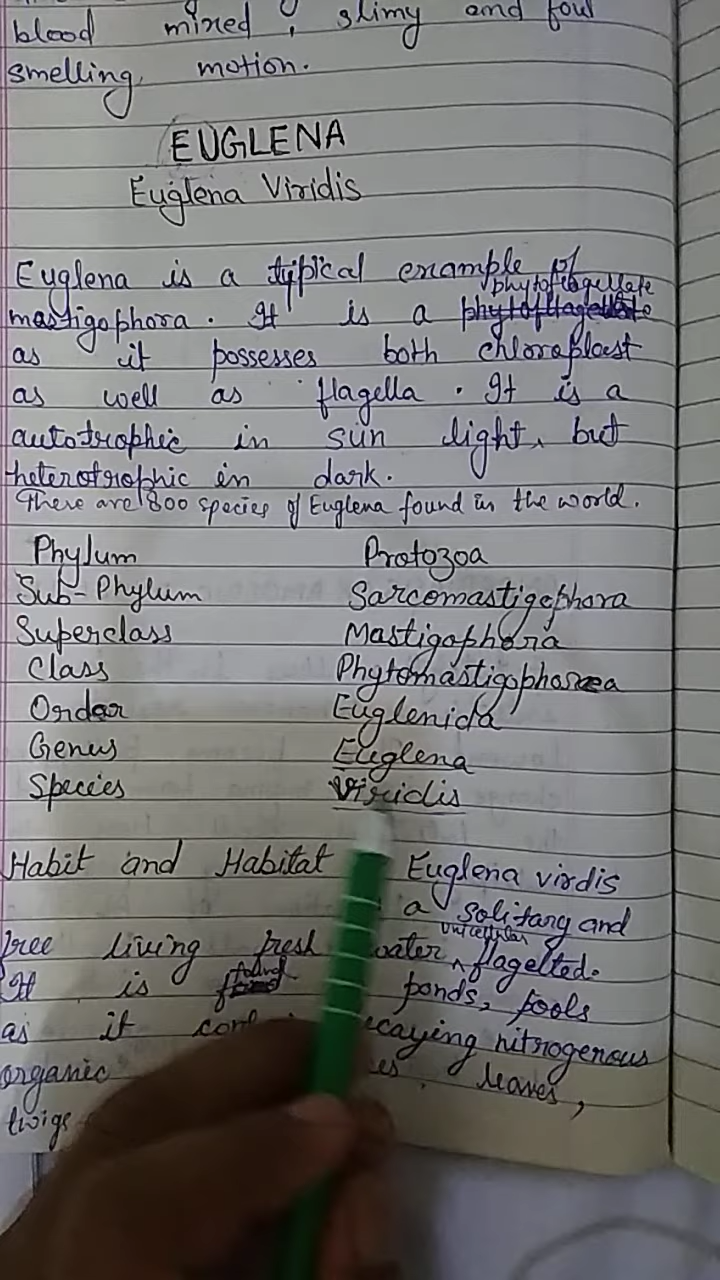 blood mixed, slimy and foul
smelling, motion.
EUGLENA
Euglena Viridis
Euglena is a typical example of
phytoflagellate
mastigophora. It is a
as it possesses both chloroplast
as well as flagella. It is a
autotrophic in sun light, but
heterotrophic in dark.
There are 800 species of Euglena found in the world.
Phylum Protozoa
Sub-Phylum Sarcomastigophora
Superclass Mastigophora
Class Phytomastigophorea
Order Euglenida
Genus Euglena
Species Viridis
Habit and Habitat Euglena virdis
a solitary and
unicellular
free living fresh water, flagelted.
found
It is ponds, pools
as it decaying nitrogenous
organic leaves,
twigs